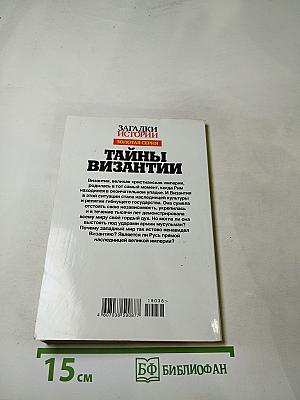 ЗАГАДКИ
ИСТОРИИ
ЗОЛОТАЯ СЕРИЯ
ТАЙНЫ
ВИЗАНТИИ
Византия, великая христианская империя,
родилась в тот самый момент, когда Рим
находился в окончательном упадке. И Византия
в этой ситуации стала наследницей культуры
и религии гибнущего государства. Она сумела
отстоять свою независимость, укрепилась
и в течение тысячи лет демонстрировала
всему миру свой гордый дух. Но могла ли она
выстоять под ударами армии мусульман?
Почему западный мир так истово ненавидел
Византию? Является ли Русь прямой
наследницей великой империи?
19036>
15 см
БФ БИБЛИОФАН